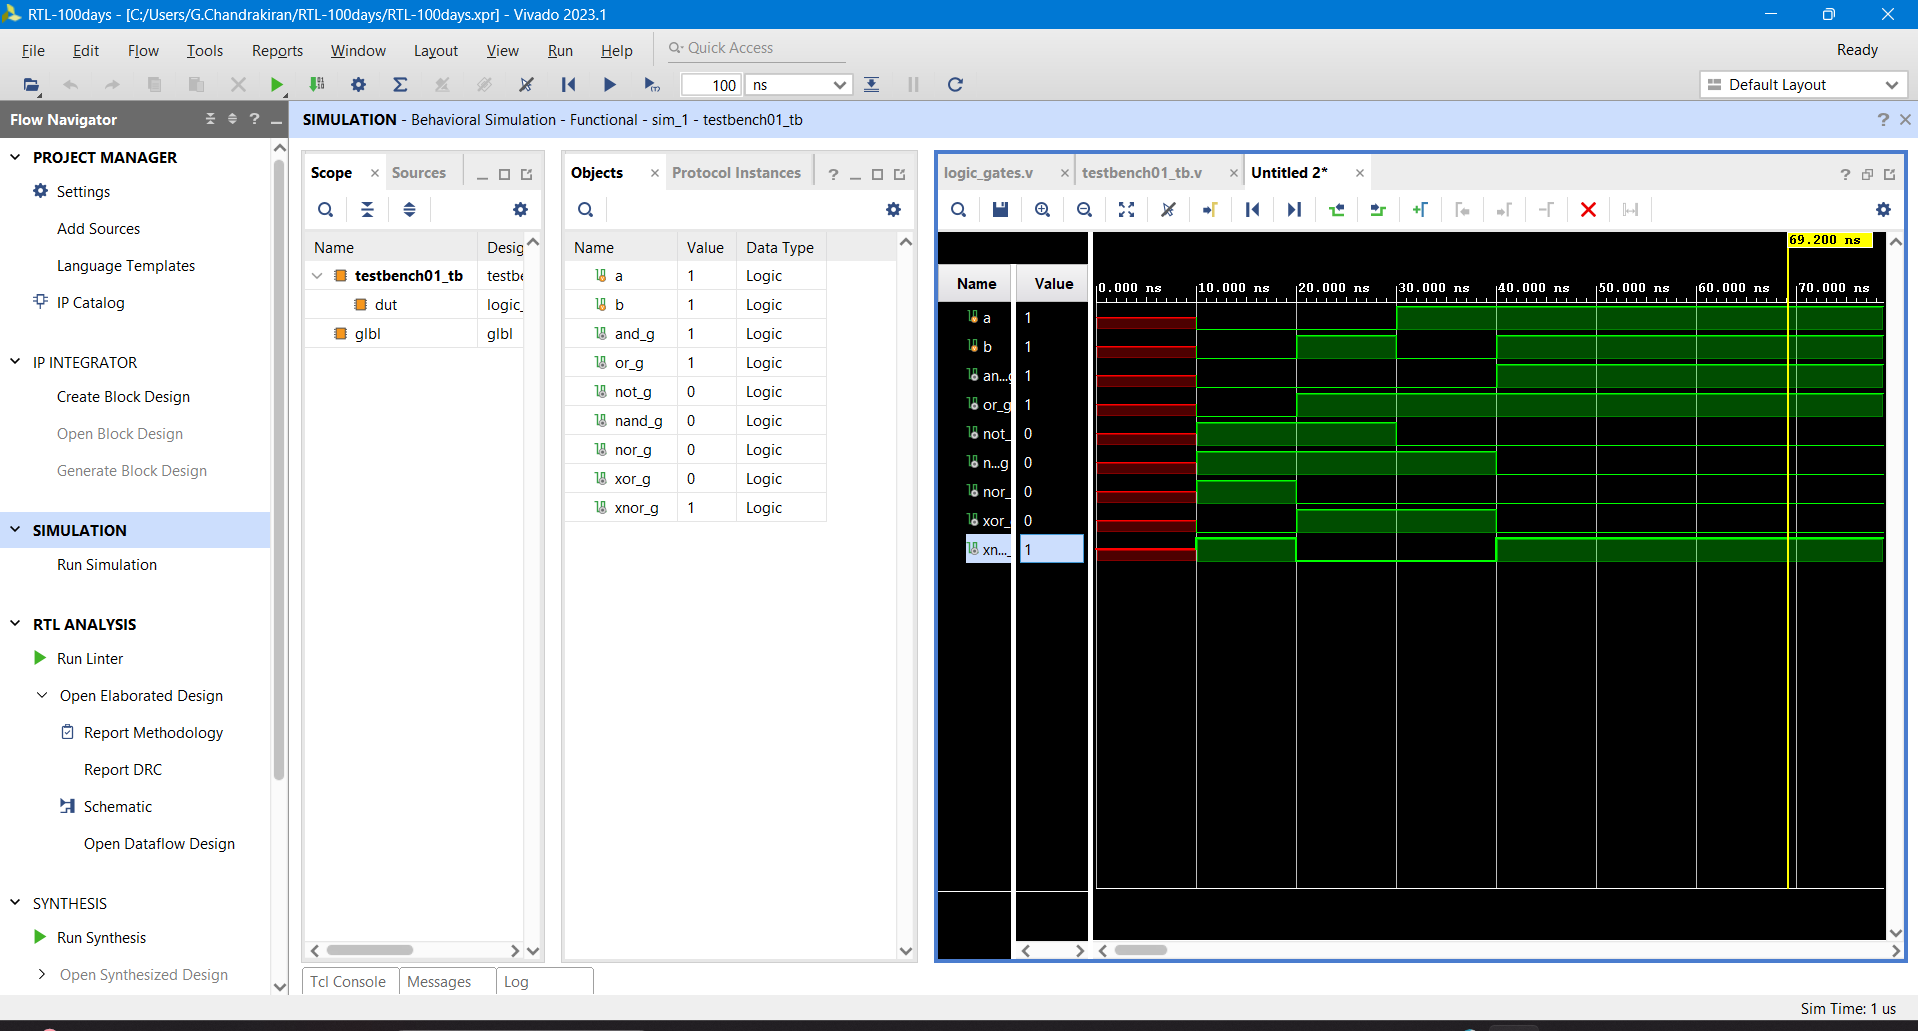 RTL-100days - [C:/Users/G.Chandrakiran/RTL-100days/RTL-100days.xpr] - Vivado 2023.1
File Edit Flow Tools Reports Window Layout View Run Help Quick Access Ready
100 ns Default Layout
Flow Navigator
PROJECT MANAGER
Settings
Add Sources
Language Templates
IP Catalog
IP INTEGRATOR
Create Block Design
Open Block Design
Generate Block Design
SIMULATION
Run Simulation
RTL ANALYSIS
Run Linter
Open Elaborated Design
Report Methodology
Report DRC
Schematic
Open Dataflow Design
SYNTHESIS
Run Synthesis
Open Synthesized Design
SIMULATION - Behavioral Simulation - Functional - sim_1 - testbench01_tb
Scope Sources
Name Desig
testbench01_tb testbe
dut logic_
glbl glbl
Objects Protocol Instances
Name Value Data Type
a 1 Logic
b 1 Logic
and_g 1 Logic
or_g 1 Logic
not_g 0 Logic
nand_g 0 Logic
nor_g 0 Logic
xor_g 0 Logic
xnor_g 1 Logic
logic_gates.v testbench01_tb.v Untitled 2*
69.200 ns
Name Value 0.000 ns 10.000 ns 20.000 ns 30.000 ns 40.000 ns 50.000 ns 60.000 ns 70.000 ns
a 1
b 1
an...g 1
or_g 1
not_ 0
n...g 0
nor_ 0
xor_ 0
xn..._ 1
Tcl Console Messages Log
Sim Time: 1 us